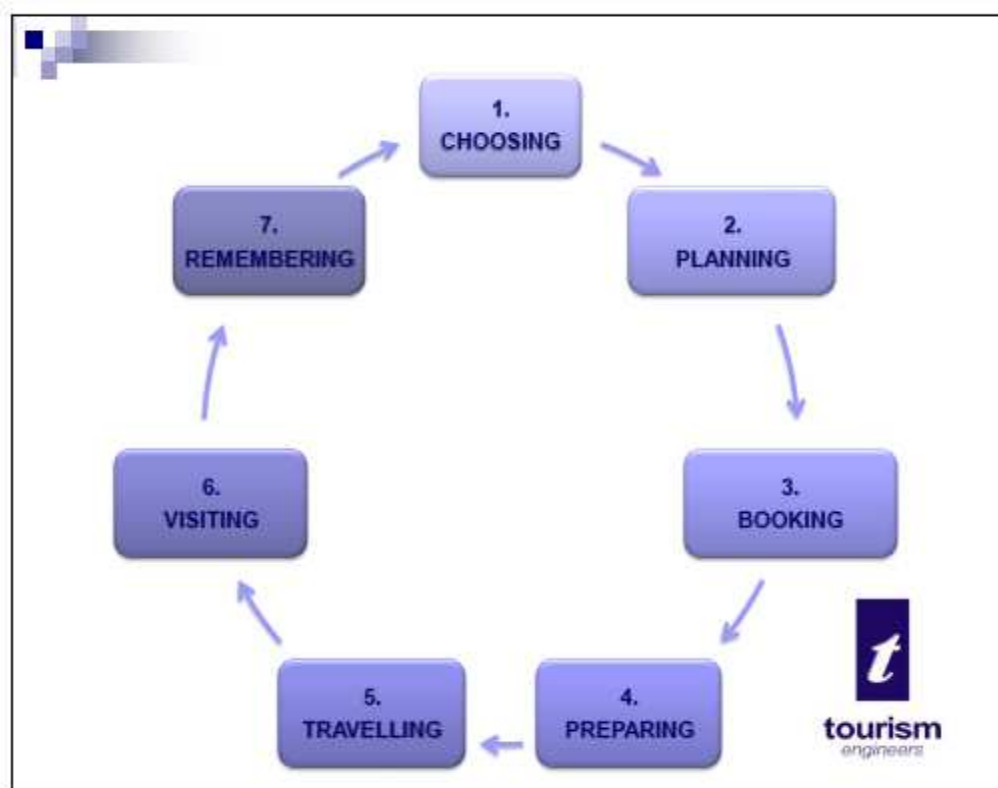 1.
CHOOSING
2.
PLANNING
3.
BOOKING
4.
PREPARING
5.
TRAVELLING
6.
VISITING
7.
REMEMBERING
t
tourism
engineers